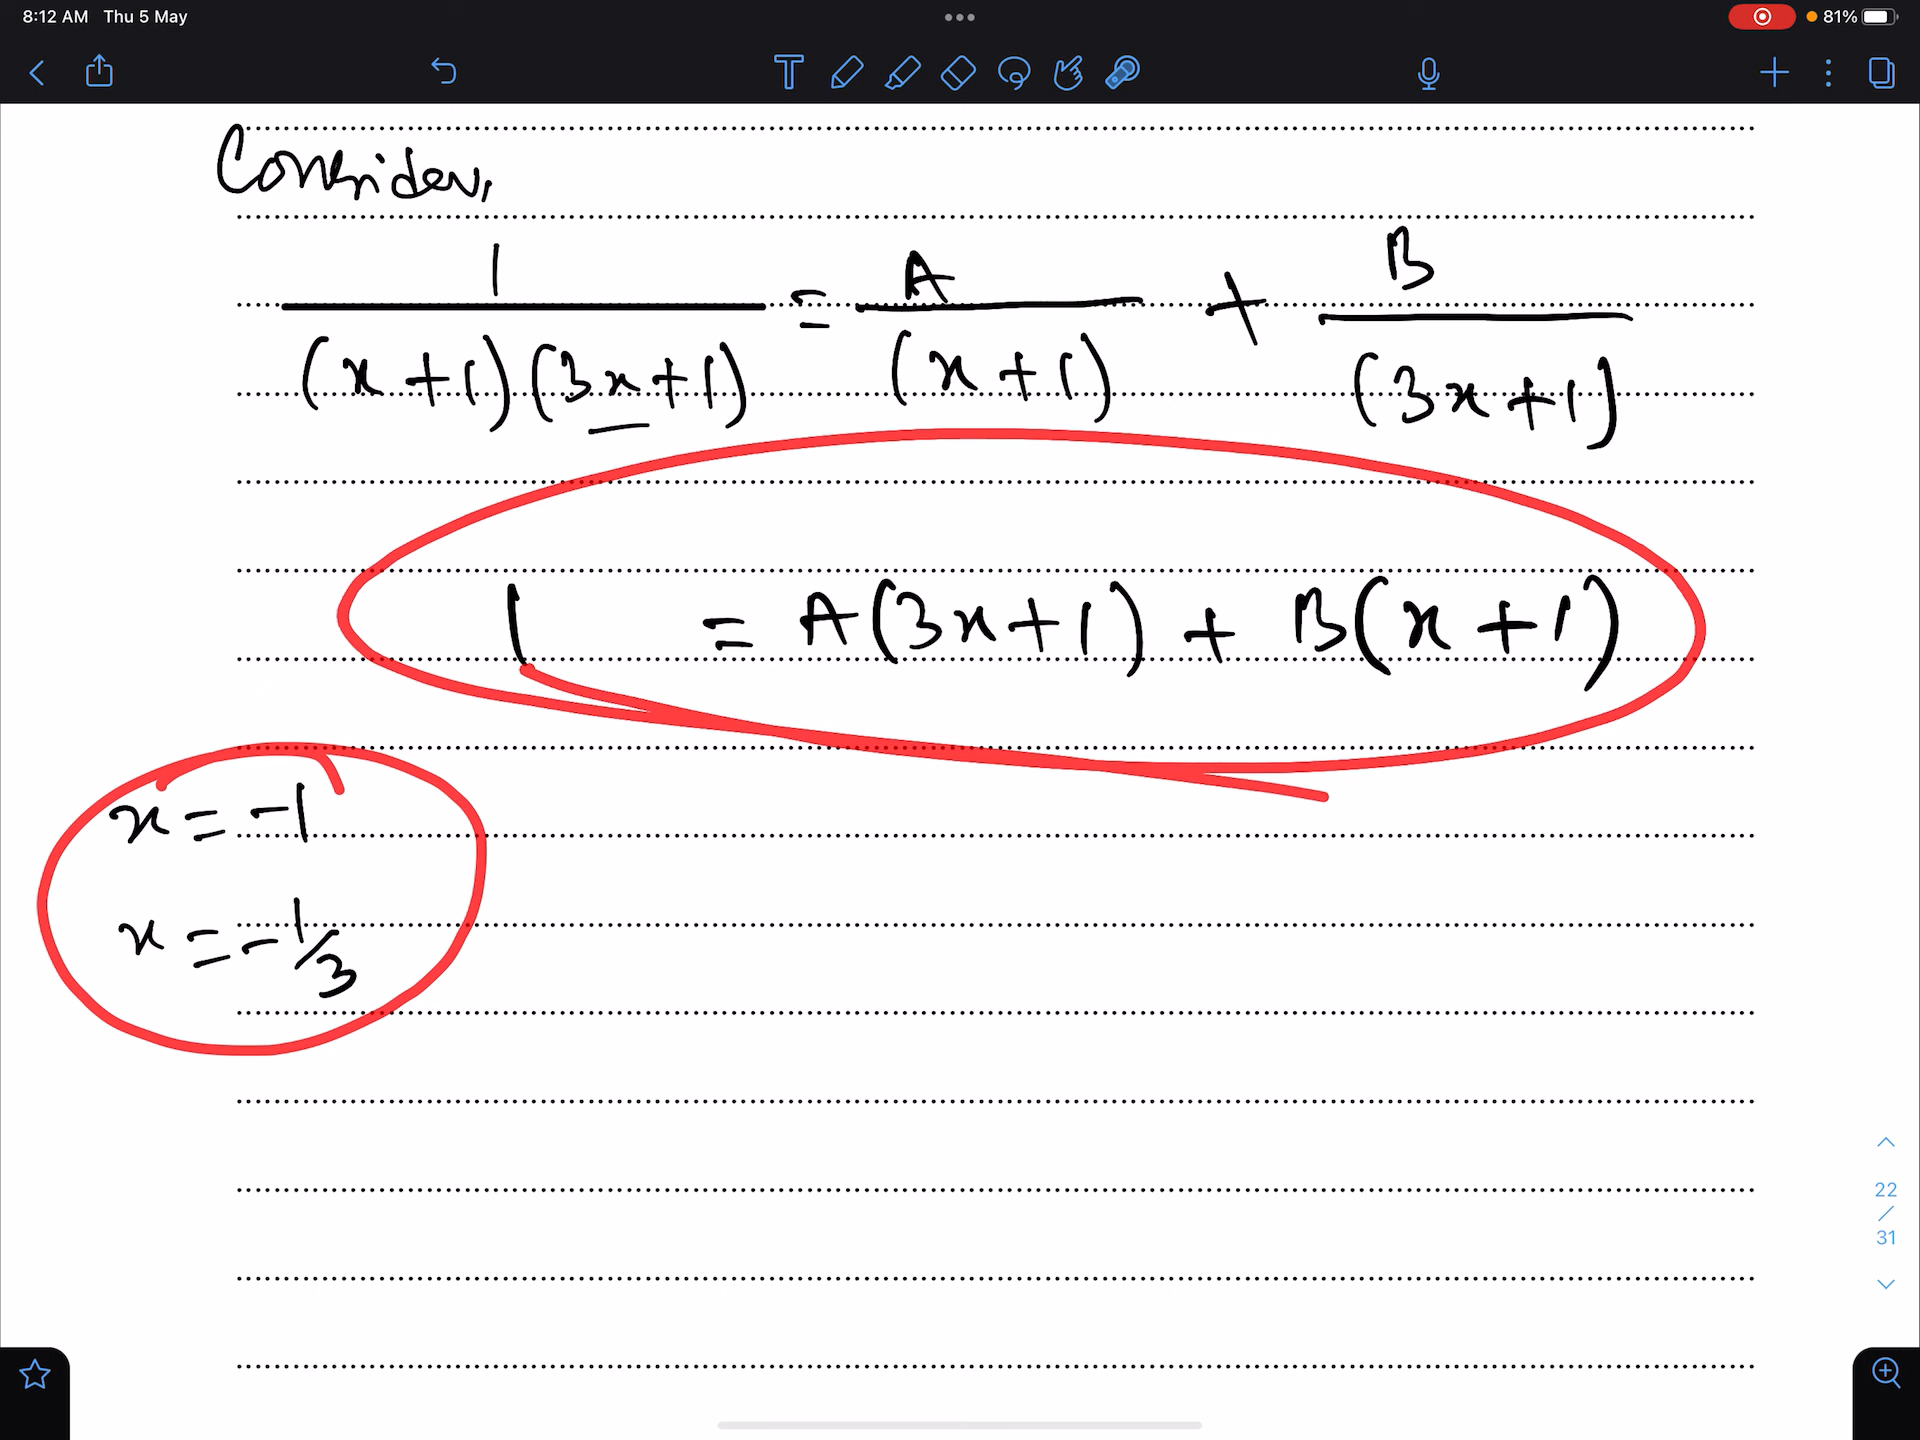 8:12 AM Thu 5 May
81%
Consider,
1/((x+1)(3x+1)) = A/(x+1) + B/(3x+1)
1 = A(3x+1) + B(x+1)
x = -1
x = -1/3
22
/
31